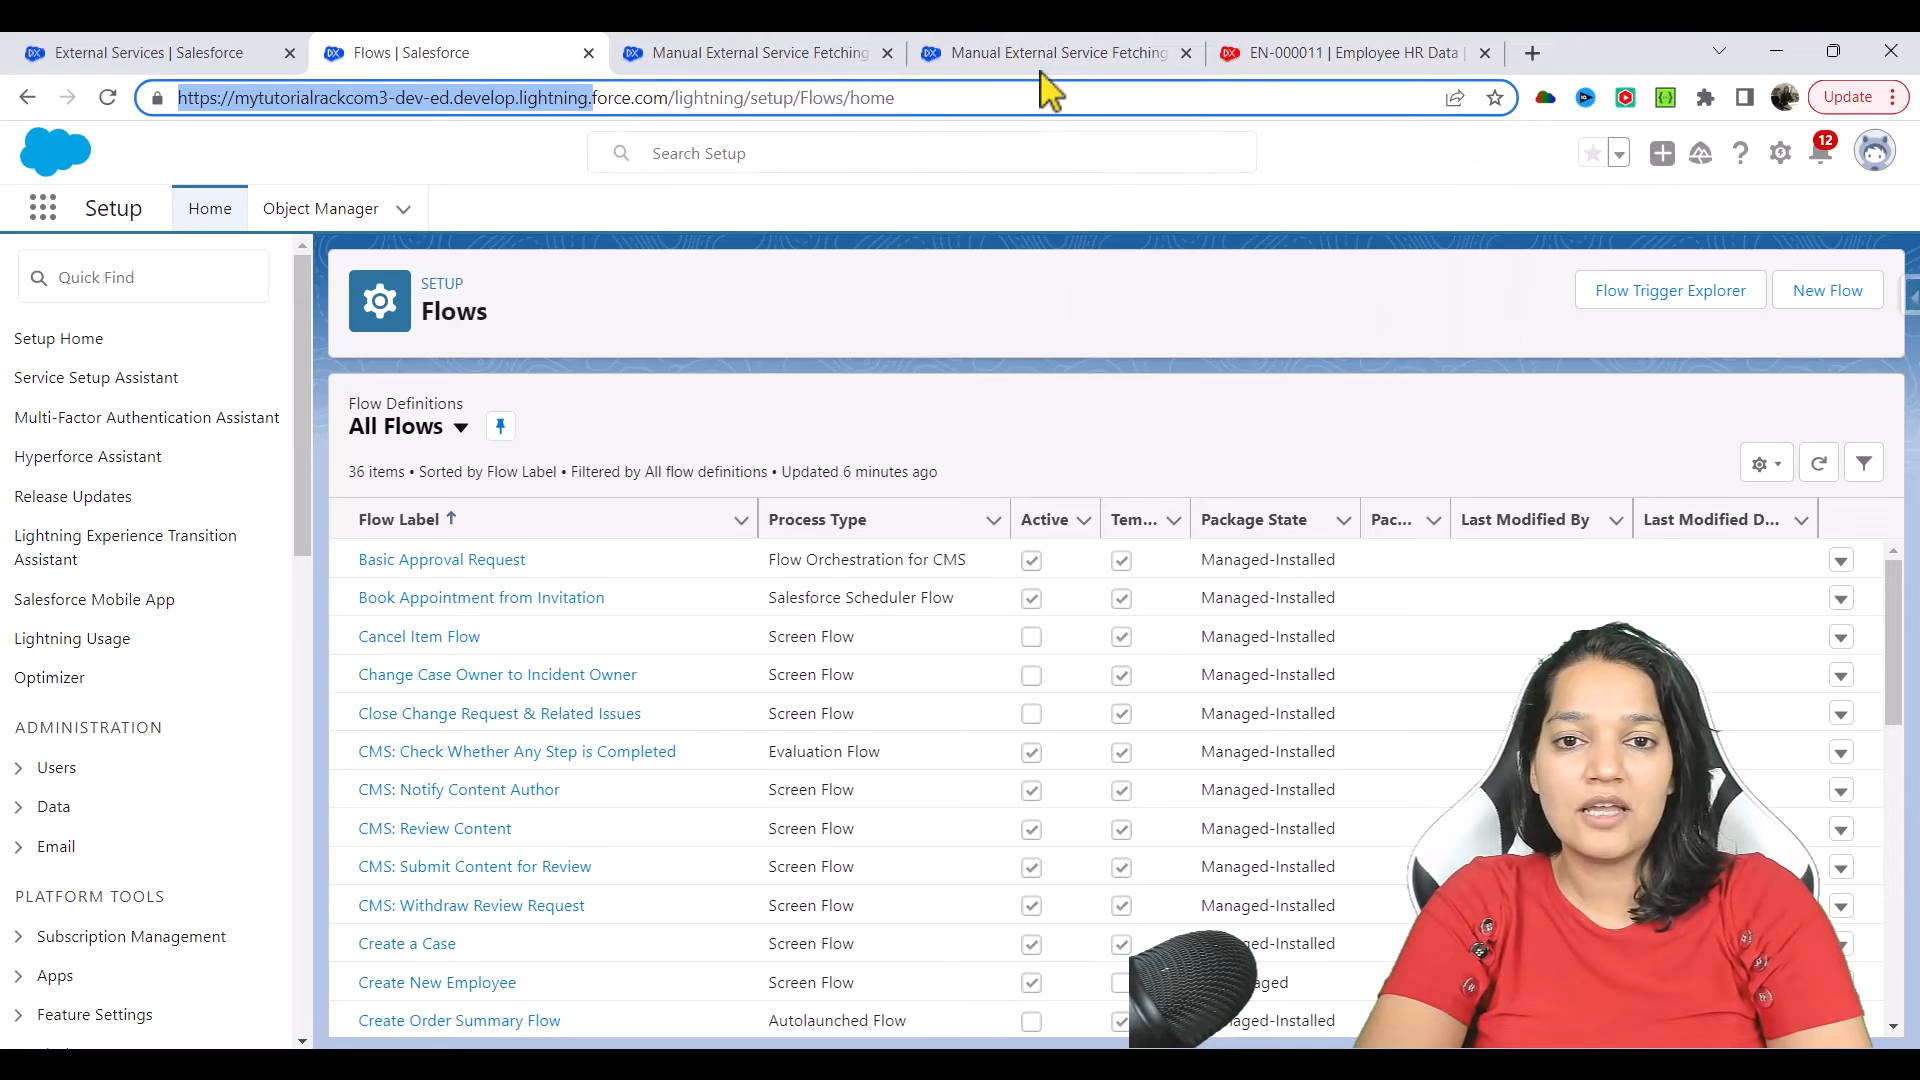 External Services | Salesforce
Flows | Salesforce
Manual External Service Fetching
Manual External Service Fetching
EN-000011 | Employee HR Data |
https://mytutorialrackcom3-dev-ed.develop.lightning.force.com/lightning/setup/Flows/home
Update
Search Setup
12
Setup
Home
Object Manager
Quick Find
Setup Home
Service Setup Assistant
Multi-Factor Authentication Assistant
Hyperforce Assistant
Release Updates
Lightning Experience Transition
Assistant
Salesforce Mobile App
Lightning Usage
Optimizer
ADMINISTRATION
Users
Data
Email
PLATFORM TOOLS
Subscription Management
Apps
Feature Settings
SETUP
Flows
Flow Trigger Explorer
New Flow
Flow Definitions
All Flows
36 items • Sorted by Flow Label • Filtered by All flow definitions • Updated 6 minutes ago
Flow Label Process Type Active Tem... Package State Pac... Last Modified By Last Modified D...
Basic Approval Request Flow Orchestration for CMS Managed-Installed
Book Appointment from Invitation Salesforce Scheduler Flow Managed-Installed
Cancel Item Flow Screen Flow Managed-Installed
Change Case Owner to Incident Owner Screen Flow Managed-Installed
Close Change Request & Related Issues Screen Flow Managed-Installed
CMS: Check Whether Any Step is Completed Evaluation Flow Managed-Installed
CMS: Notify Content Author Screen Flow Managed-Installed
CMS: Review Content Screen Flow Managed-Installed
CMS: Submit Content for Review Screen Flow Managed-Installed
CMS: Withdraw Review Request Screen Flow Managed-Installed
Create a Case Screen Flow
Create New Employee Screen Flow
Create Order Summary Flow Autolaunched Flow